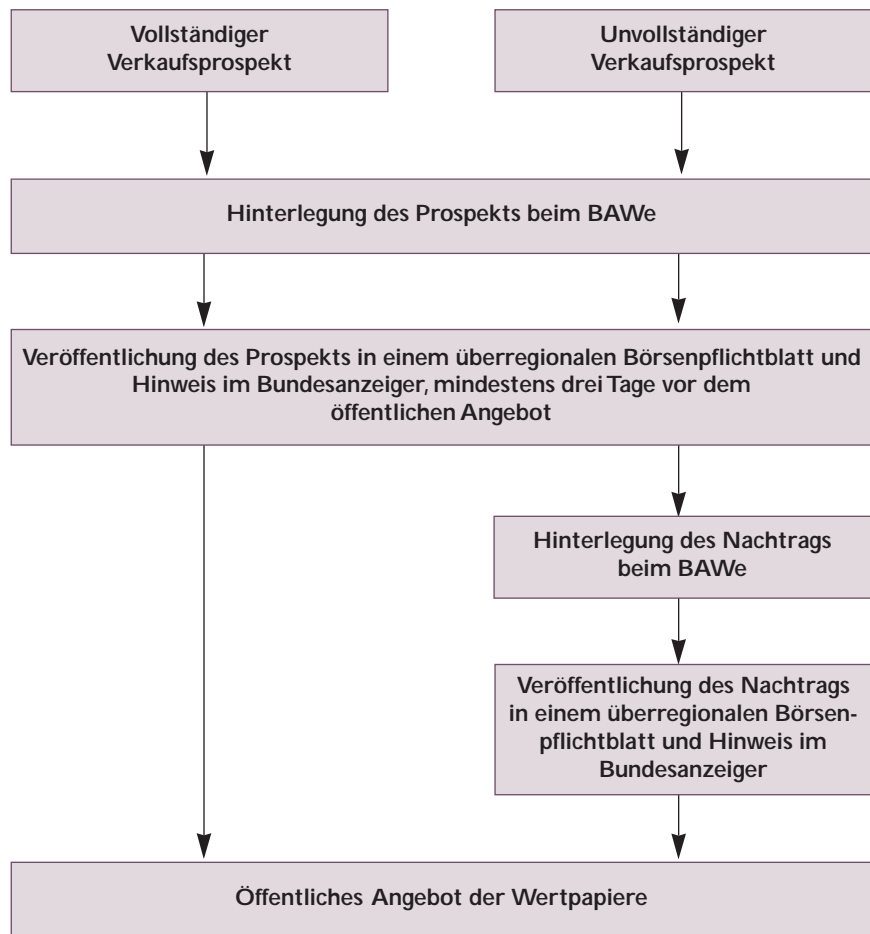 Vollständiger
Verkaufsprospekt
Unvollständiger
Verkaufsprospekt
Hinterlegung des Prospekts beim BAWe
Veröffentlichung des Prospekts in einem überregionalen Börsenpflichtblatt und
Hinweis im Bundesanzeiger, mindestens drei Tage vor dem
öffentlichen Angebot
Hinterlegung des Nachtrags
beim BAWe
Veröffentlichung des Nachtrags
in einem überregionalen Börsen-
pflichtblatt und Hinweis im
Bundesanzeiger
Öffentliches Angebot der Wertpapiere